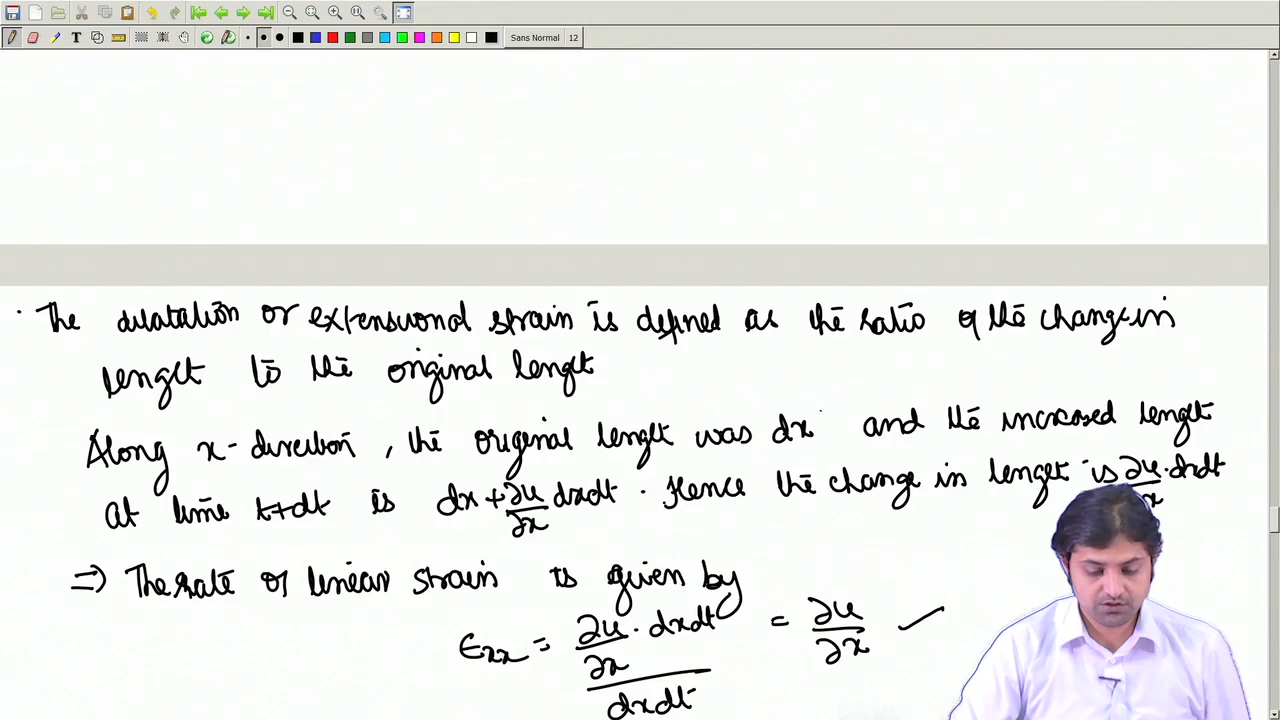 Sans Normal 12
· The dilatation or extensional strain is defined as the ratio of the change in
length to the original length
Along x-direction, the original length was dx and the increased length
At time t+dt is dx + ∂u/∂x dxdt. Hence the change in length is ∂u/∂x · dxdt
⇒ The rate of linear strain is given by
ϵxx = (∂u/∂x · dxdt)/(dxdt) = ∂u/∂x ✓